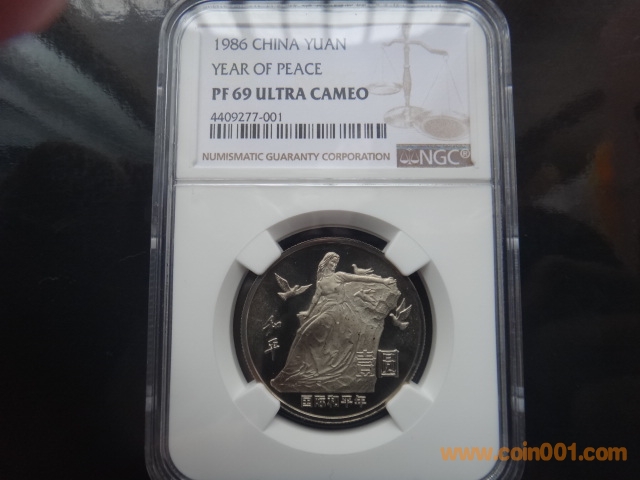 1986 CHINA YUAN
YEAR OF PEACE
PF 69 ULTRA CAMEO
4409277-001
NUMISMATIC GUARANTY CORPORATION NGC®
和平
壹圆
国际和平年
www.coin001.com